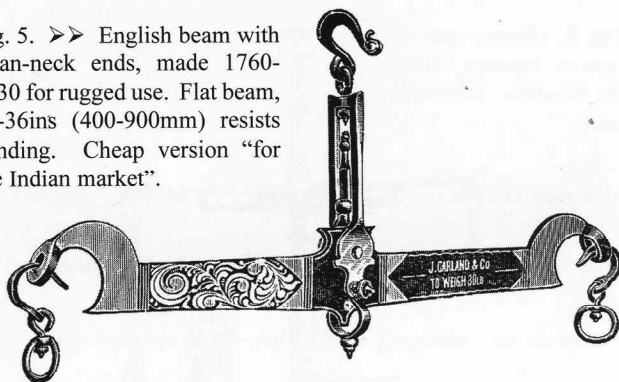 g. 5. ➢➢ English beam with
an-neck ends, made 1760-
30 for rugged use. Flat beam,
-36ins (400-900mm) resists
nding. Cheap version “for
e Indian market”.
J. GARLAND & Co
TO WEIGH 30LB